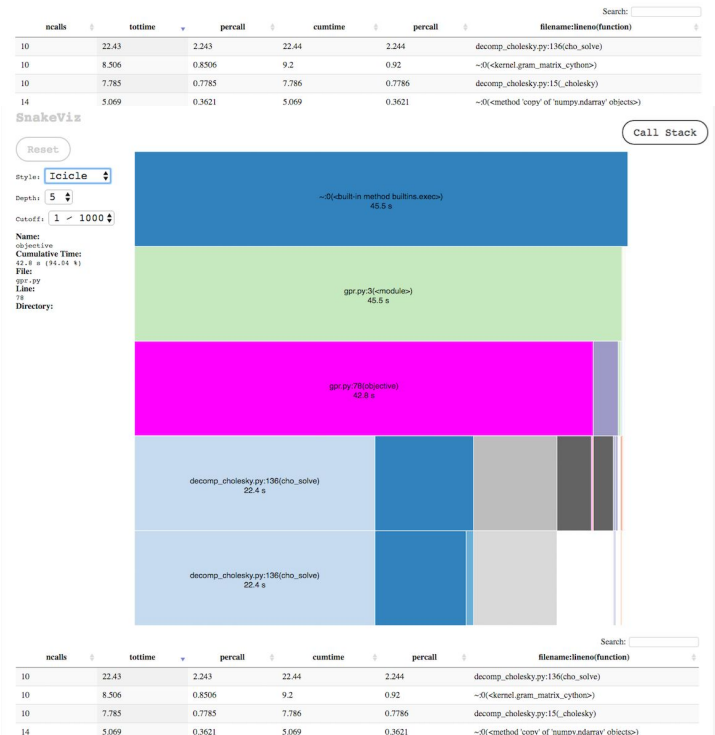 Search:
ncalls tottime percall cumtime percall filename:lineno(function)
10 22.43 2.243 22.44 2.244 decomp_cholesky.py:136(cho_solve)
10 8.506 0.8506 9.2 0.92 ~:0(<kernel.gram_matrix_cython>)
10 7.785 0.7785 7.786 0.7786 decomp_cholesky.py:15(_cholesky)
14 5.069 0.3621 5.069 0.3621 ~:0(<method 'copy' of 'numpy.ndarray' objects>)
SnakeViz
Call Stack
Reset
Style: Icicle
Depth: 5
Cutoff: 1 / 1000
Name:
objective
Cumulative Time:
42.8 s (94.04 %)
File:
gpr.py
Line:
78
Directory:
~:0(<built-in method builtins.exec>)
45.5 s
gpr.py:3(<module>)
45.5 s
gpr.py:78(objective)
42.8 s
decomp_cholesky.py:136(cho_solve)
22.4 s
decomp_cholesky.py:136(cho_solve)
22.4 s
Search:
ncalls tottime percall cumtime percall filename:lineno(function)
10 22.43 2.243 22.44 2.244 decomp_cholesky.py:136(cho_solve)
10 8.506 0.8506 9.2 0.92 ~:0(<kernel.gram_matrix_cython>)
10 7.785 0.7785 7.786 0.7786 decomp_cholesky.py:15(_cholesky)
14 5.069 0.3621 5.069 0.3621 ~:0(<method 'copy' of 'numpy.ndarray' objects>)